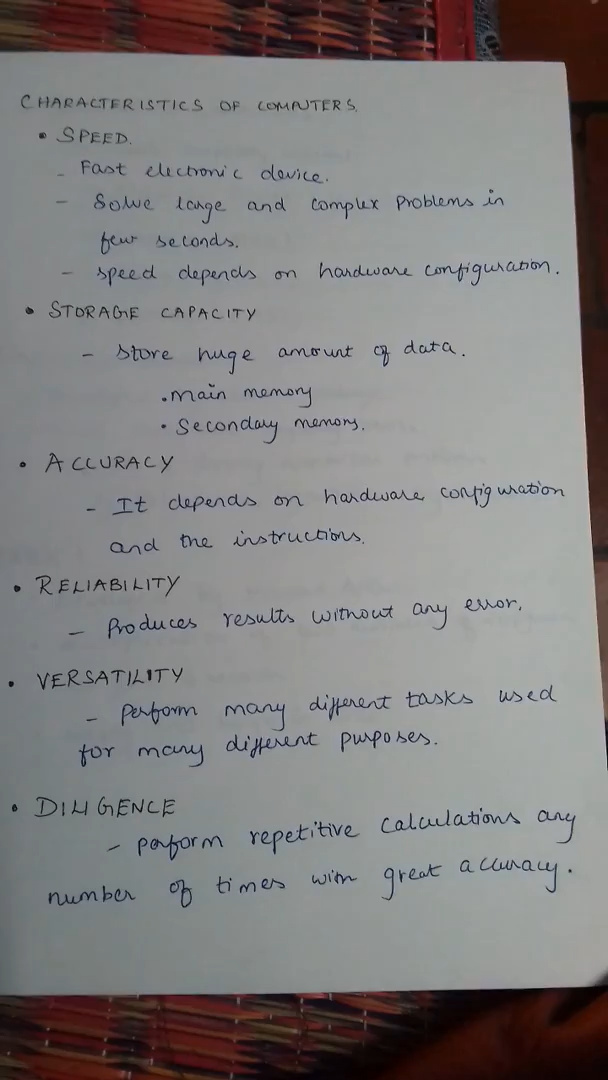 CHARACTERISTICS OF COMPUTERS.
• SPEED.
- Fast electronic device.
- Solve large and complex problems in
few seconds.
- speed depends on hardware configuration.
• STORAGE CAPACITY
- Store huge amount of data.
• main memory
• Secondary memory.
• ACCURACY
- It depends on hardware configuration
and the instructions.
• RELIABILITY
- Produces results without any error.
• VERSATILITY
- perform many different tasks used
for many different purposes.
• DILIGENCE
- perform repetitive calculations any
number of times with great accuracy.